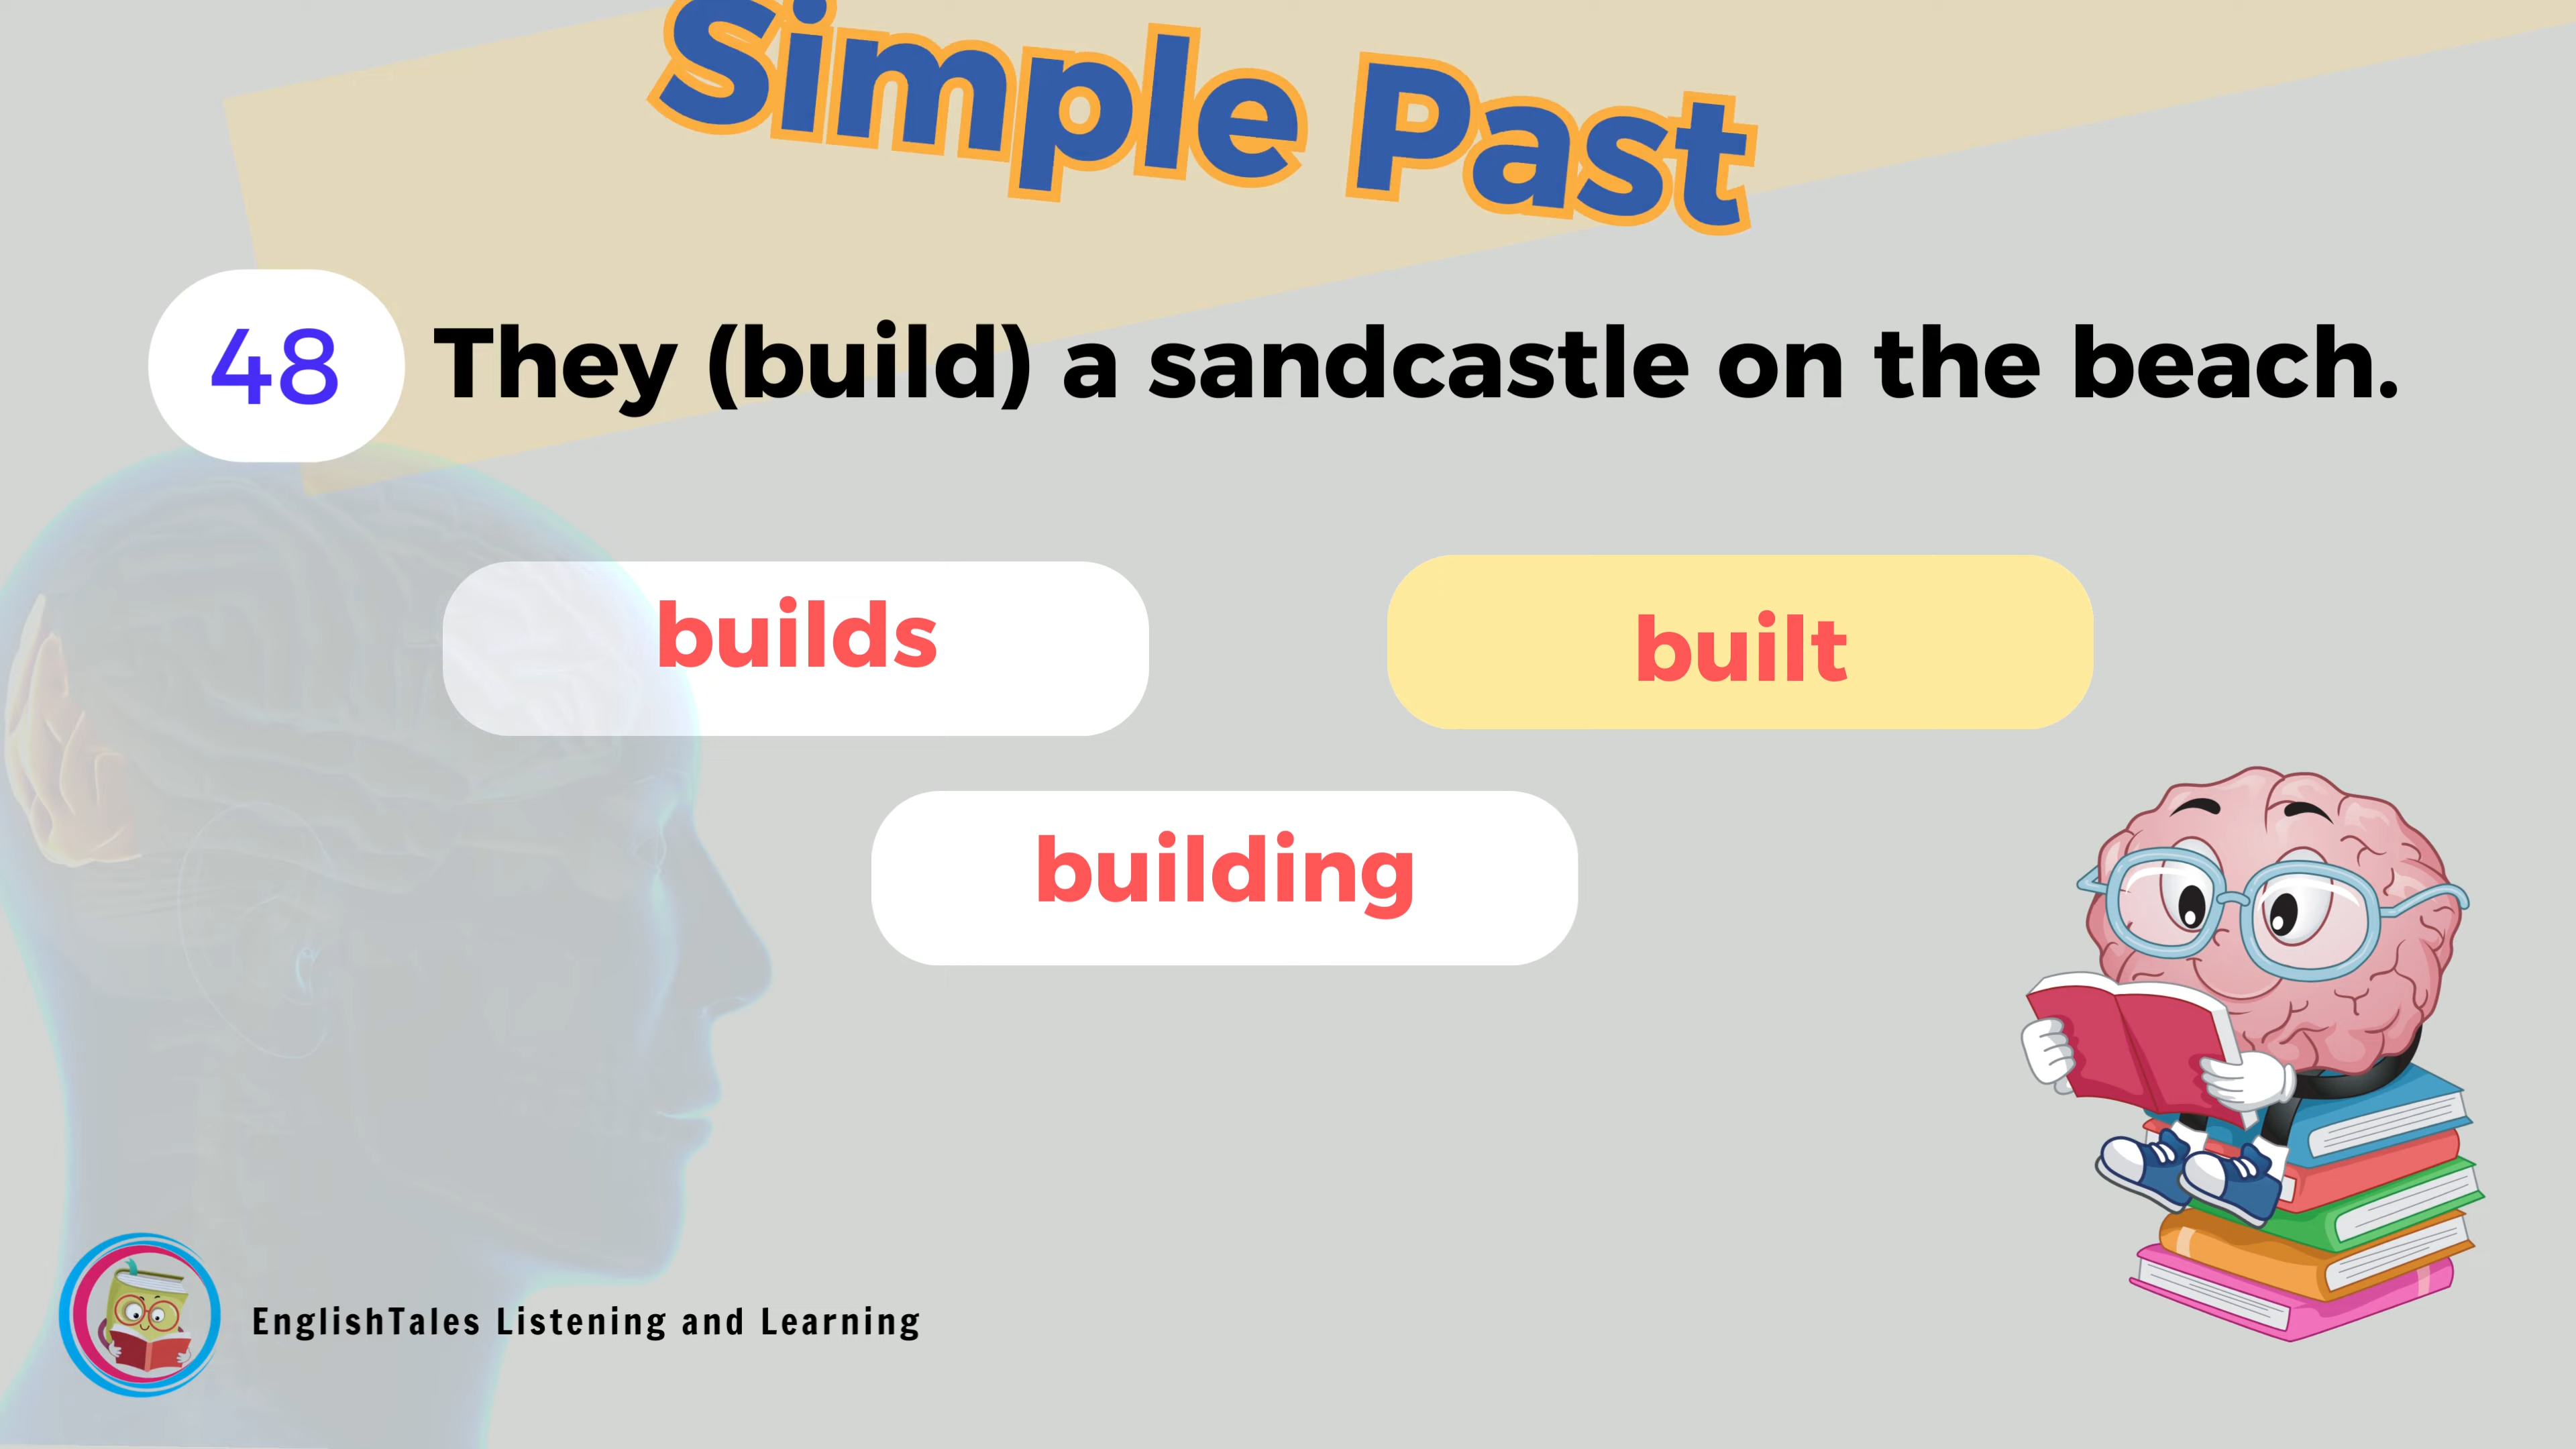 Simple Past
48 They (build) a sandcastle on the beach.
builds
built
building
EnglishTales Listening and Learning